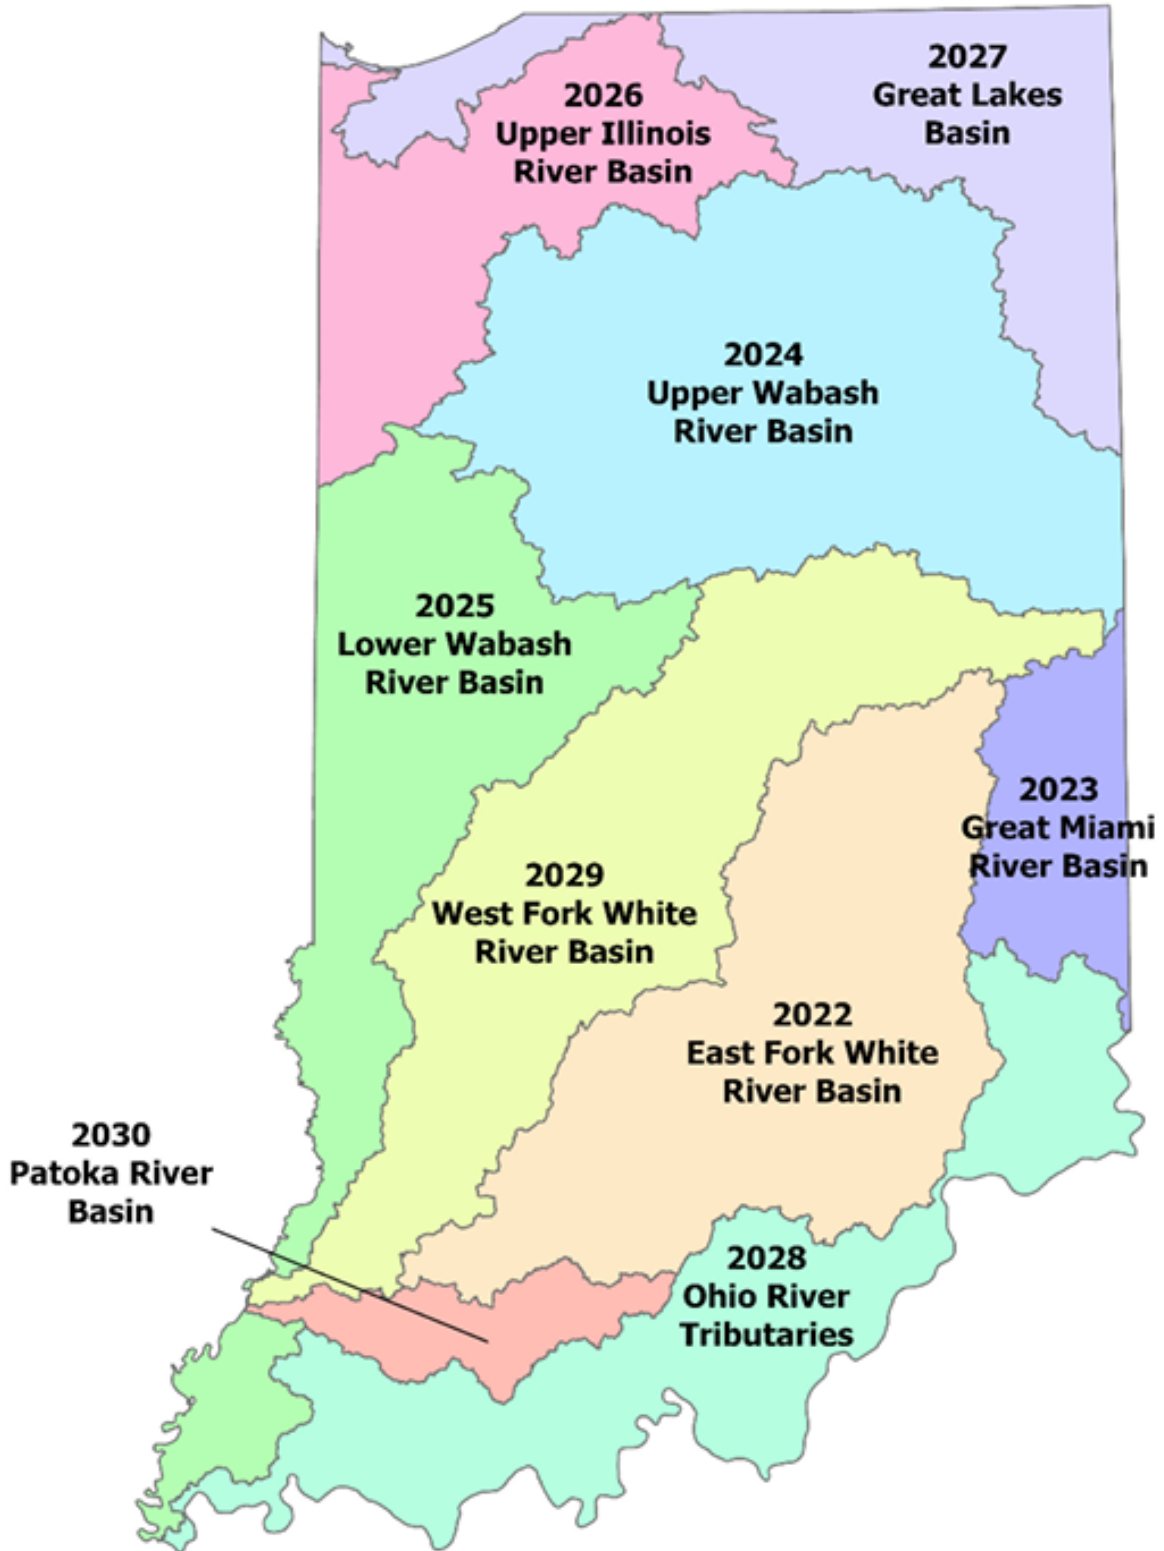 2027
Great Lakes
Basin
2026
Upper Illinois
River Basin
2024
Upper Wabash
River Basin
2025
Lower Wabash
River Basin
2023
Great Miami
River Basin
2029
West Fork White
River Basin
2022
East Fork White
River Basin
2030
Patoka River
Basin
2028
Ohio River
Tributaries